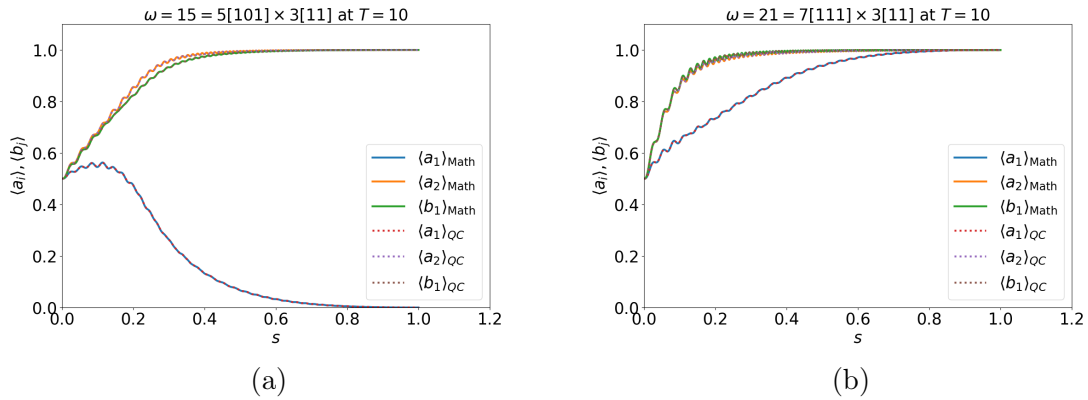 ω = 15 = 5[101] × 3[11] at T = 10
⟨a_i⟩, ⟨b_j⟩
1.0
0.8
0.6
0.4
0.2
0.0
⟨a_1⟩_Math
⟨a_2⟩_Math
⟨b_1⟩_Math
⟨a_1⟩_QC
⟨a_2⟩_QC
⟨b_1⟩_QC
0.0 0.2 0.4 0.6 0.8 1.0 1.2
s
(a)
ω = 21 = 7[111] × 3[11] at T = 10
⟨a_i⟩, ⟨b_j⟩
1.0
0.8
0.6
0.4
0.2
0.0
⟨a_1⟩_Math
⟨a_2⟩_Math
⟨b_1⟩_Math
⟨a_1⟩_QC
⟨a_2⟩_QC
⟨b_1⟩_QC
0.0 0.2 0.4 0.6 0.8 1.0 1.2
s
(b)